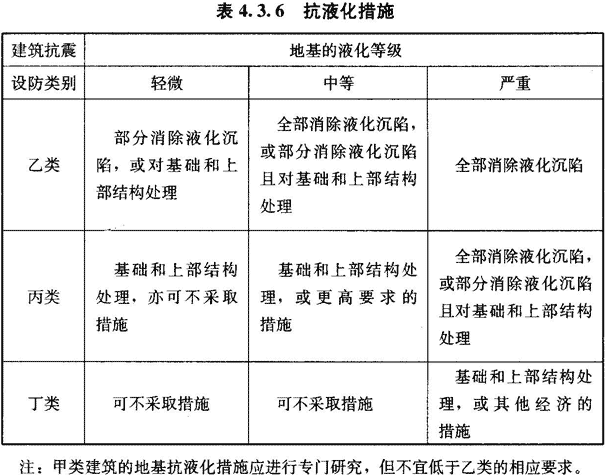 表 4.3.6 抗液化措施
建筑抗震
设防类别
地基的液化等级
轻微
中等
严重
乙类
部分消除液化沉
陷，或对基础和上
部结构处理
全部消除液化沉陷，
或部分消除液化沉陷
且对基础和上部结构
处理
全部消除液化沉陷
丙类
基础和上部结构
处理，亦可不采取
措施
基础和上部结构处
理，或更高要求的
措施
全部消除液化沉陷，
或部分消除液化沉陷
且对基础和上部结构
处理
丁类
可不采取措施
可不采取措施
基础和上部结构处
理，或其他经济的
措施
注：甲类建筑的地基抗液化措施应进行专门研究，但不宜低于乙类的相应要求。